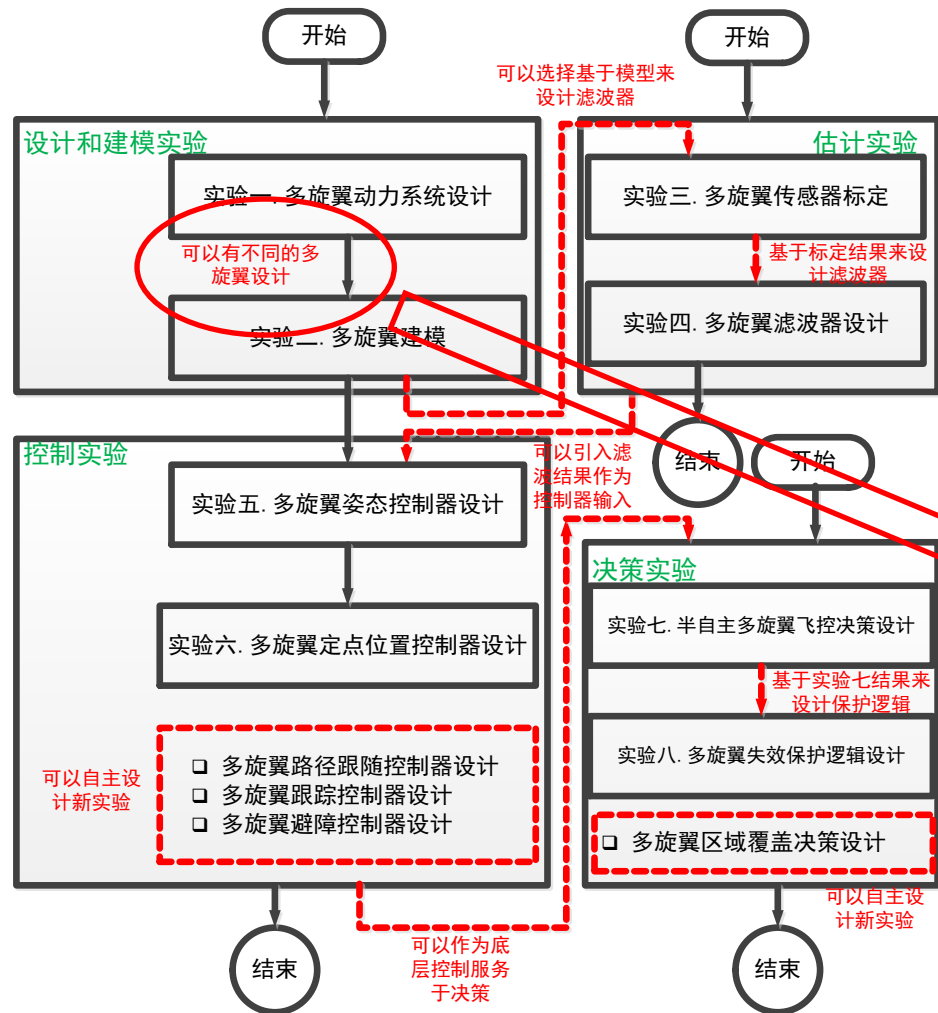 开始
设计和建模实验
实验一. 多旋翼动力系统设计
可以有不同的多
旋翼设计
实验二. 多旋翼建模
控制实验
实验五. 多旋翼姿态控制器设计
实验六. 多旋翼定点位置控制器设计
可以自主设
计新实验
多旋翼路径跟随控制器设计
多旋翼跟踪控制器设计
多旋翼避障控制器设计
结束
可以作为底
层控制服务
于决策
开始
可以选择基于模型来
设计滤波器
估计实验
实验三. 多旋翼传感器标定
基于标定结果来设
计滤波器
实验四. 多旋翼滤波器设计
结束
可以引入滤
波结果作为
控制器输入
开始
决策实验
实验七. 半自主多旋翼飞控决策设计
基于实验七结果来
设计保护逻辑
实验八. 多旋翼失效保护逻辑设计
多旋翼区域覆盖决策设计
可以自主设
计新实验
结束